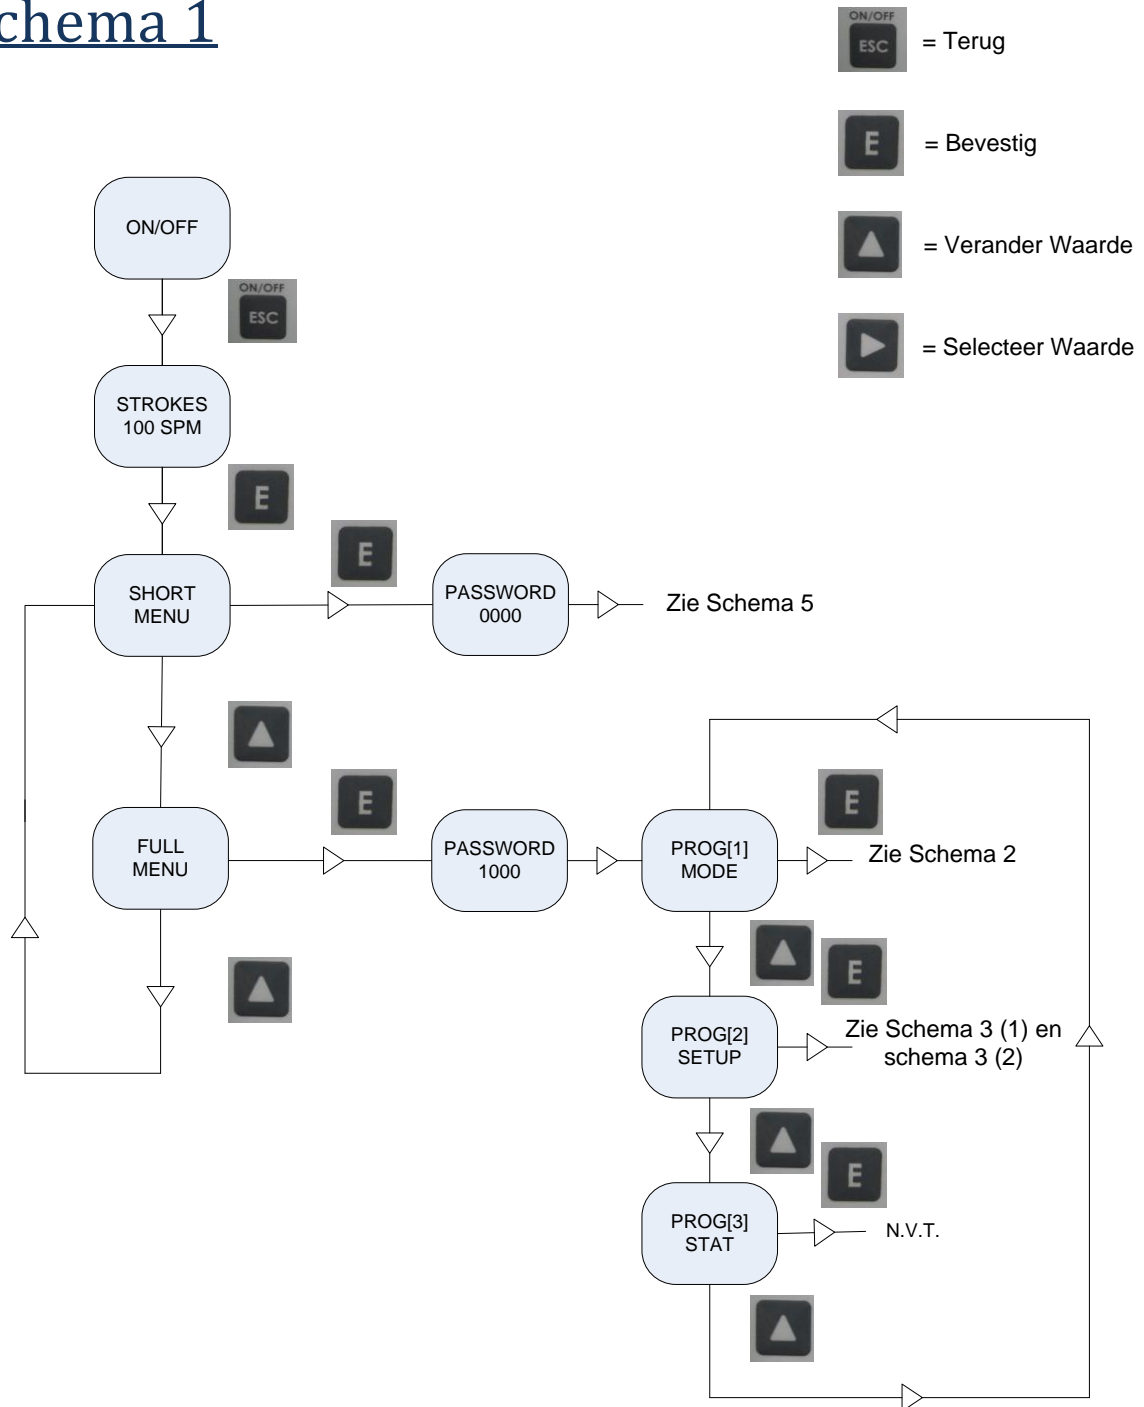 chema 1
ON/OFF
ESC
= Terug
E
= Bevestig
= Verander Waarde
= Selecteer Waarde
ON/OFF
ON/OFF
ESC
STROKES
100 SPM
E
E
SHORT
MENU
PASSWORD
0000
Zie Schema 5
E
E
FULL
MENU
PASSWORD
1000
PROG[1]
MODE
Zie Schema 2
E
PROG[2]
SETUP
Zie Schema 3 (1) en
schema 3 (2)
E
PROG[3]
STAT
N.V.T.